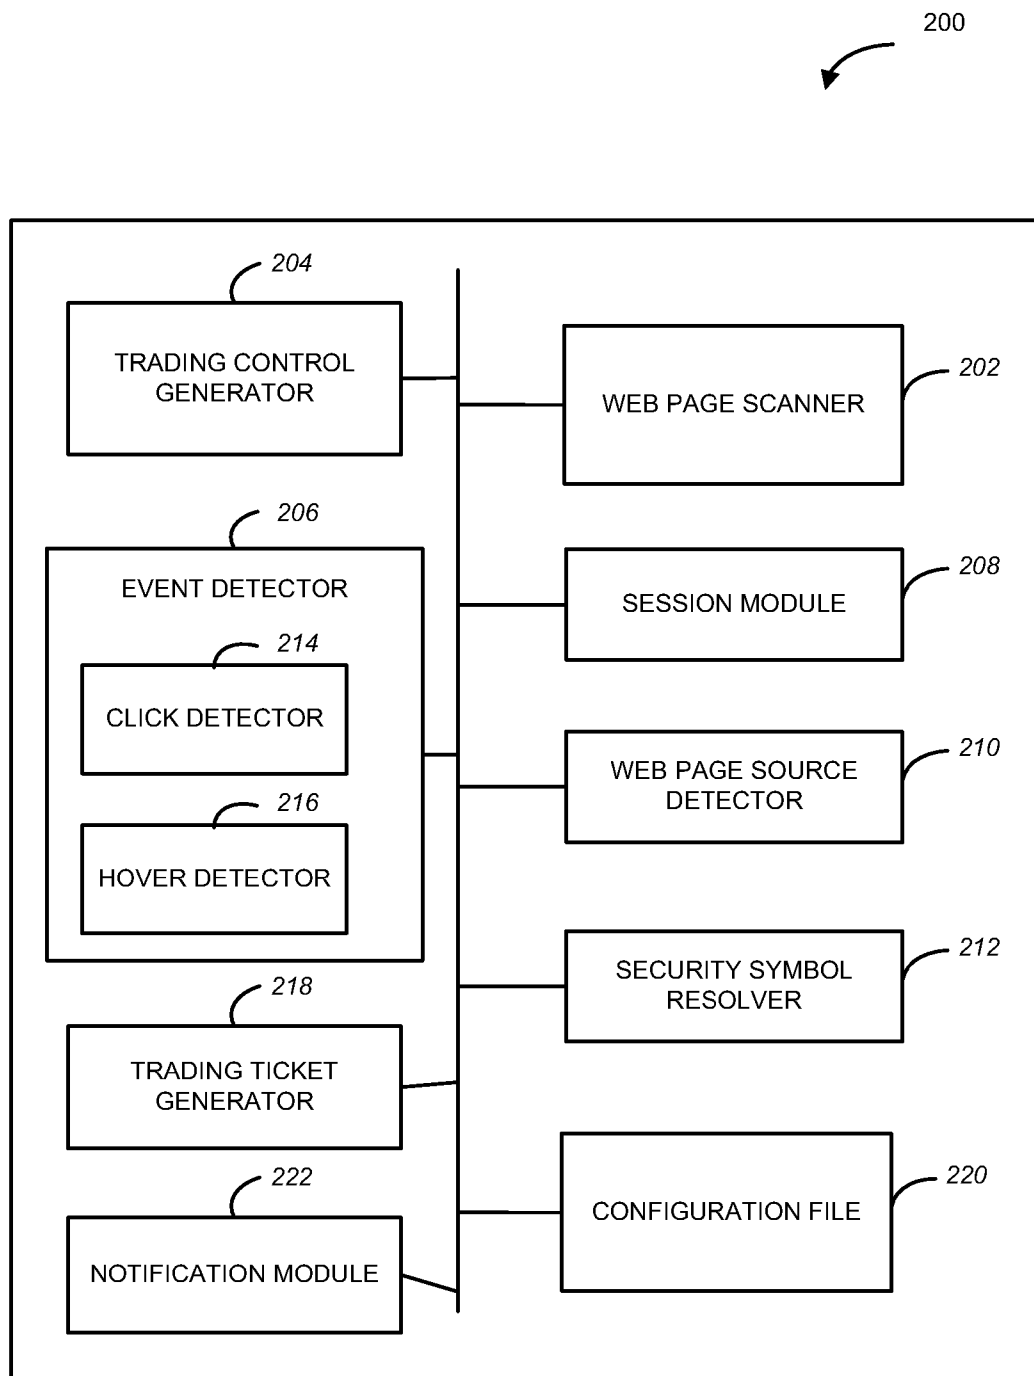 200
204
TRADING CONTROL
GENERATOR
202
WEB PAGE SCANNER
206
EVENT DETECTOR
214
CLICK DETECTOR
216
HOVER DETECTOR
208
SESSION MODULE
210
WEB PAGE SOURCE
DETECTOR
212
SECURITY SYMBOL
RESOLVER
218
TRADING TICKET
GENERATOR
222
NOTIFICATION MODULE
220
CONFIGURATION FILE